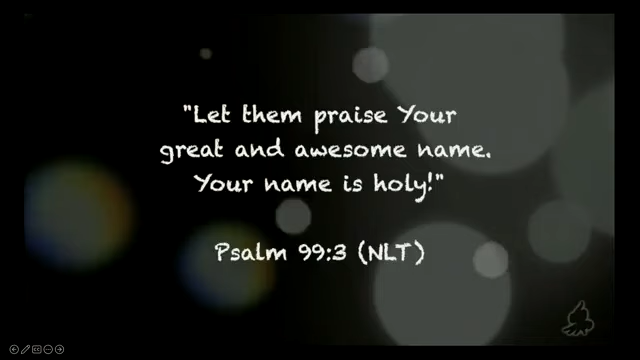 "Let them praise Your
great and awesome name.
Your name is holy!"
Psalm 99:3 (NLT)